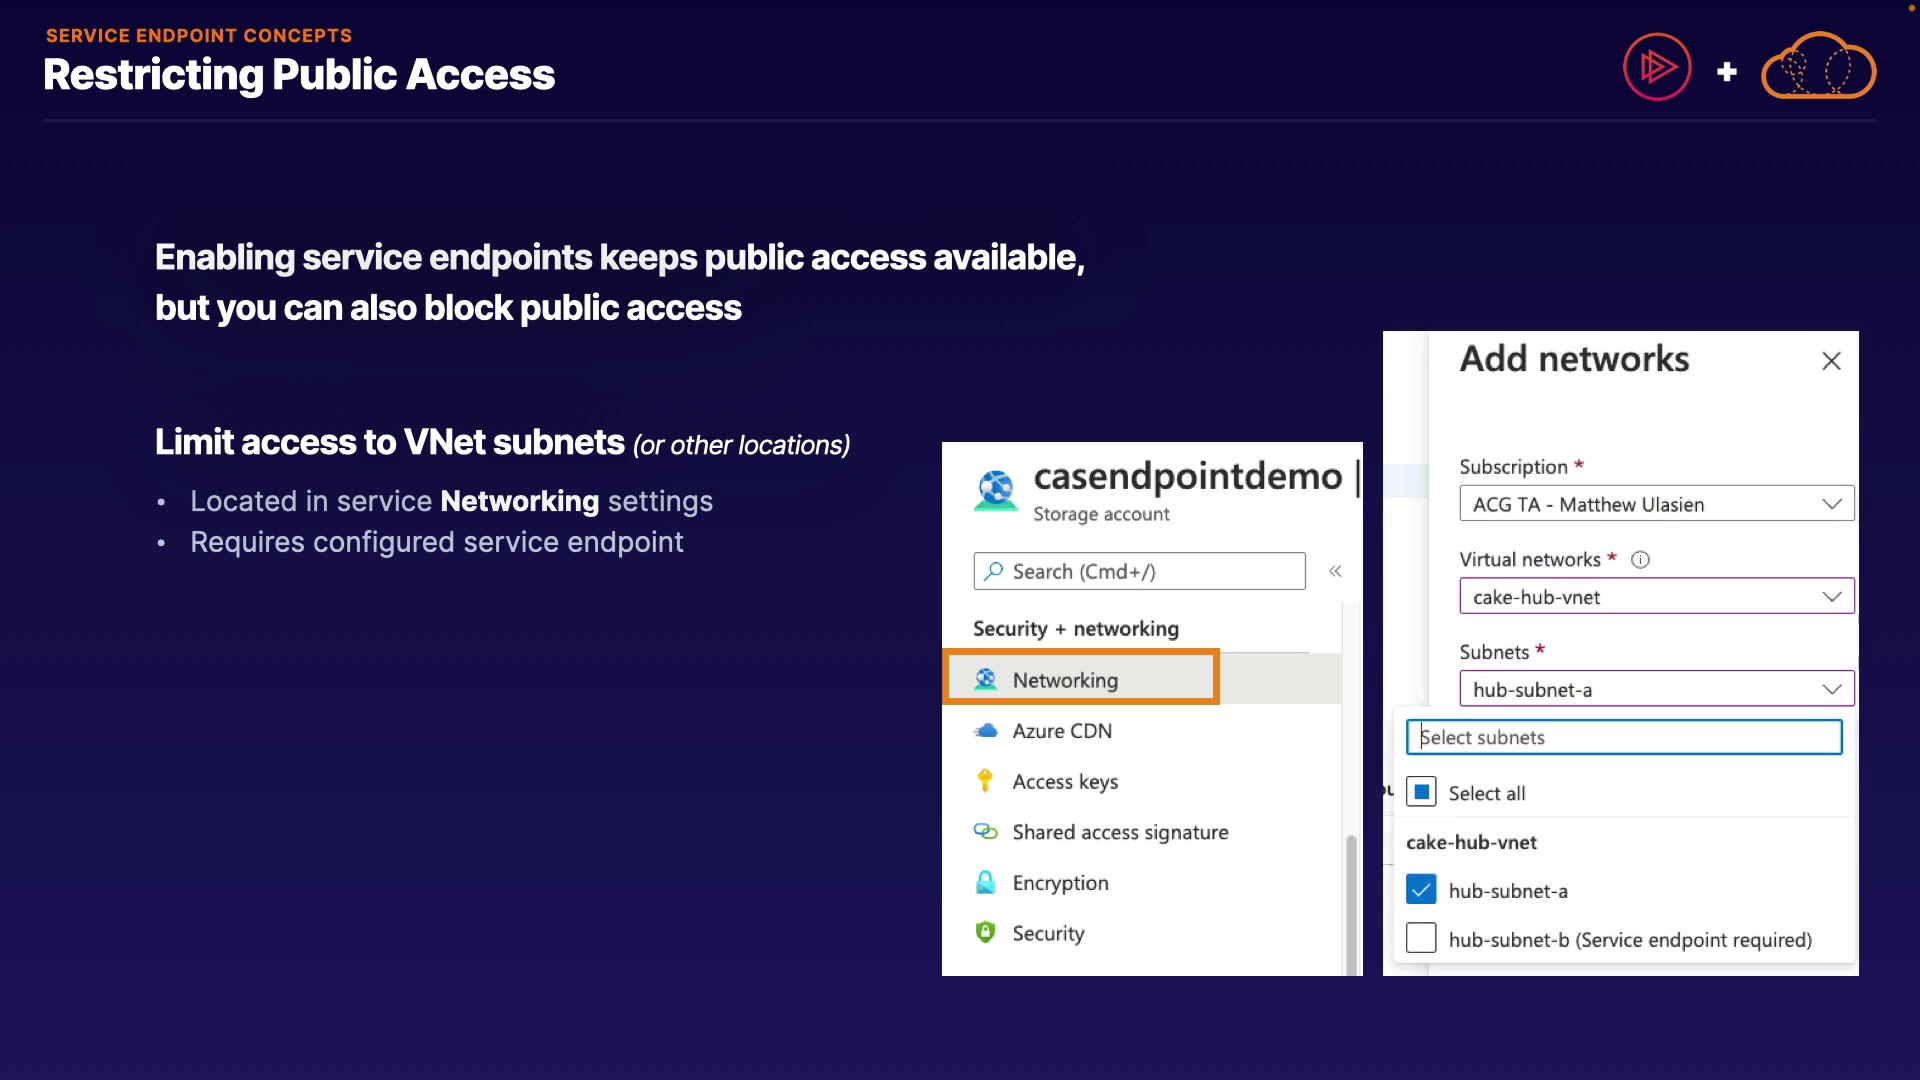 SERVICE ENDPOINT CONCEPTS
Restricting Public Access
Enabling service endpoints keeps public access available,
but you can also block public access
Limit access to VNet subnets (or other locations)
• Located in service Networking settings
• Requires configured service endpoint
casendpointdemo |
Storage account
Search (Cmd+/)
Security + networking
Networking
Azure CDN
Access keys
Shared access signature
Encryption
Security
Add networks
Subscription *
ACG TA - Matthew Ulasien
Virtual networks *
cake-hub-vnet
Subnets *
hub-subnet-a
Select subnets
Select all
cake-hub-vnet
hub-subnet-a
hub-subnet-b (Service endpoint required)